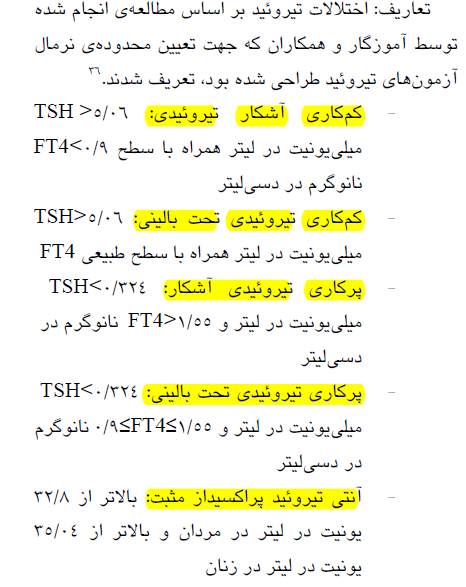 تعاریف: اختلالات تیروئید بر اساس مطالعه‌ی انجام شده
توسط آموزگار و همکاران که جهت تعیین محدوده‌ی نرمال
آزمون‌های تیروئید طراحی شده بود، تعریف شدند.۳۶
- کم‌کاری آشکار تیروئیدی: TSH >۵/۰۶
میلی‌یونیت در لیتر همراه با سطح FT4<۰/۹
نانوگرم در دسی‌لیتر
- کم‌کاری تیروئیدی تحت بالینی: TSH>۵/۰۶
میلی‌یونیت در لیتر همراه با سطح طبیعی FT4
- پرکاری تیروئیدی آشکار: TSH<۰/۳۲۴
میلی‌یونیت در لیتر و FT4>۱/۵۵ نانوگرم در
دسی‌لیتر
- پرکاری تیروئیدی تحت بالینی: TSH<۰/۳۲۴
میلی‌یونیت در لیتر و ۰/۹≤FT4≤۱/۵۵ نانوگرم
در دسی‌لیتر
- آنتی تیروئید پراکسیداز مثبت: بالاتر از ۳۲/۸
یونیت در لیتر در مردان و بالاتر از ۳۵/۰۴
یونیت در لیتر در زنان